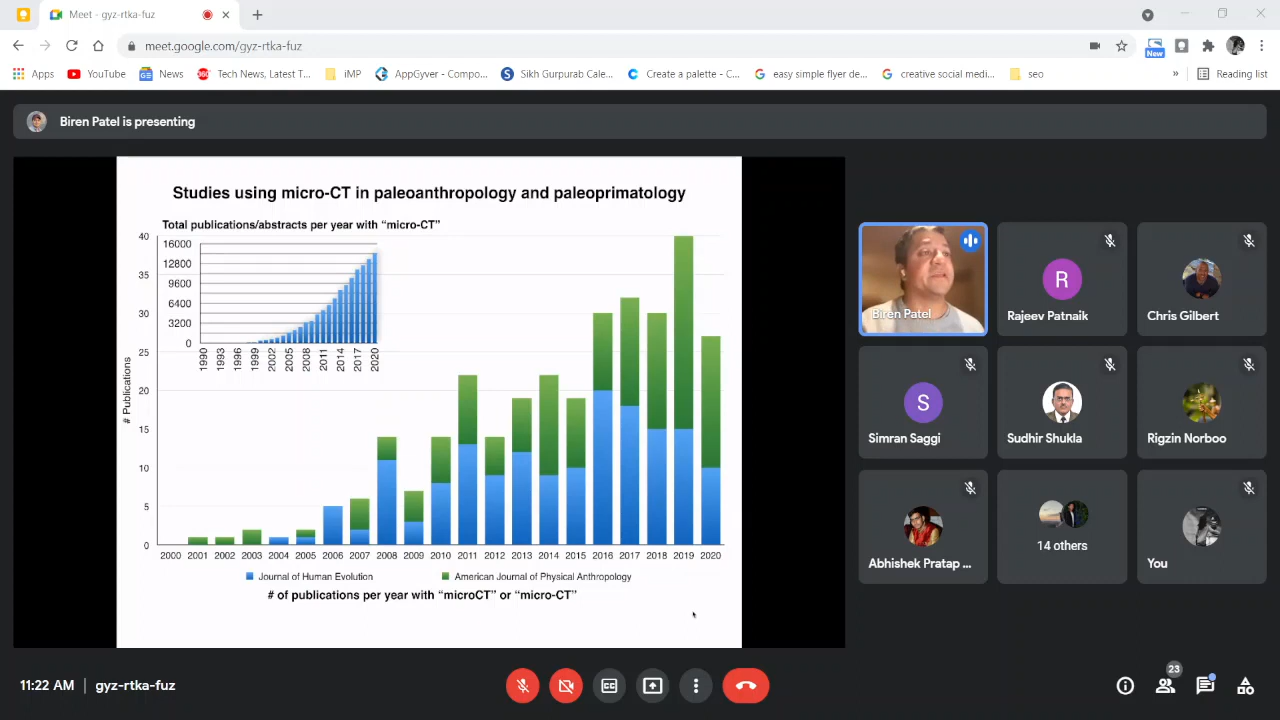 Meet - gyz-rtka-fuz
meet.google.com/gyz-rtka-fuz
New
Apps
YouTube
News
Tech News, Latest T...
iMP
AppGyver - Compo...
Sikh Gurpurab Cale...
Create a palette - C...
easy simple flyer de...
creative social medi...
seo
»
Reading list
Biren Patel is presenting
Studies using micro-CT in paleoanthropology and paleoprimatology
Total publications/abstracts per year with “micro-CT”
16000
12800
9600
6400
3200
0
1990 1993 1996 1999 2002 2005 2008 2011 2014 2017 2020
# Publications
40
35
30
25
20
15
10
5
0
2000 2001 2002 2003 2004 2005 2006 2007 2008 2009 2010 2011 2012 2013 2014 2015 2016 2017 2018 2019 2020
Journal of Human Evolution
American Journal of Physical Anthropology
# of publications per year with “microCT” or “micro-CT”
Biren Patel
R
Rajeev Patnaik
Chris Gilbert
S
Simran Saggi
Sudhir Shukla
Rigzin Norboo
Abhishek Pratap ...
14 others
You
11:22 AM | gyz-rtka-fuz
CC
23